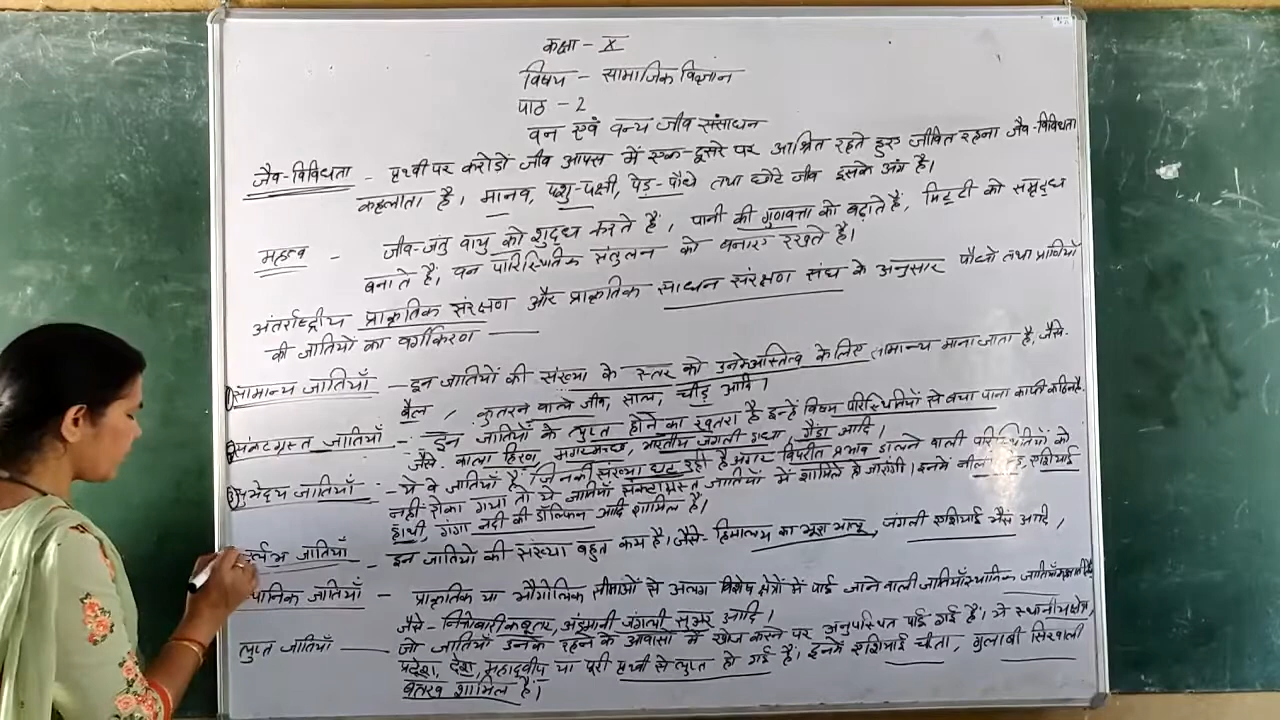 कक्षा - X
विषय - सामाजिक विज्ञान
पाठ - 2
वन एवं वन्य जीव संसाधन
जैव-विविधता - पृथ्वी पर करोड़ों जीव आपस में एक-दूसरे पर आश्रित रहते हुए जीवित रहना जैव-विविधता
कहलाता है। मानव, पशु-पक्षी, पेड़-पौधे तथा छोटे जीव इसके अंग है।
महत्व - जीव-जंतु वायु को शुद्ध करते हैं, पानी की गुणवत्ता को बढ़ाते हैं, मिट्टी को समृद्ध
बनाते हैं, वन पारिस्थितिक संतुलन को बनाए रखते हैं।
अंतर्राष्ट्रीय प्राकृतिक संरक्षण और प्राकृतिक साधन संरक्षण संघ के अनुसार पौधों तथा प्राणियों
की जातियों का वर्गीकरण —
1) सामान्य जातियाँ - इन जातियों की संख्या के स्तर को उनके अस्तित्व के लिए सामान्य माना जाता है, जैसे-
बैल, कुतरने वाले जीव, साल, चीड़ आदि।
2) संकटग्रस्त जातियाँ - इन जातियों के लुप्त होने का खतरा है इन्हें विषम परिस्थितियों से बचा पाना काफी कठिन है.
जैसे- काला हिरण, मगरमच्छ, भारतीय जंगली गधा, गैंडा आदि।
3) सुभेद्य जातियाँ - ये वे जातियाँ हैं, जिनकी संख्या घट रही है अगर विपरीत प्रभाव डालने वाली परिस्थितियों को
नहीं रोका गया तो ये जातियाँ संकटग्रस्त जातियों में शामिल हो जाएगी। इनमें नीली एशियाई
हाथी, गंगा नदी की डॉल्फिन आदि शामिल है।
दुर्लभ जातियाँ - इन जातियों की संख्या बहुत कम है। जैसे- हिमालय का भूरा भालू, जंगली एशियाई भैंस आदि,
स्थानिक जातियाँ - प्राकृतिक या भौगोलिक सीमाओं से अलग विशेष क्षेत्रों में पाई जाने वाली जातियाँ स्थानिक जातियाँ
जैसे- निकोबारी कबूतर, अंडमानी जंगली सुअर आदि।
लुप्त जातियाँ — जो जातियाँ उनके रहने के आवासों में खोज करने पर अनुपस्थित पाई गई है। ये स्थानीय क्षेत्र,
प्रदेश, देश, महाद्वीप या पूरी पृथ्वी से लुप्त हो गई है। इनमें एशियाई चीता, गुलाबी सिरवाली
बतख शामिल है।